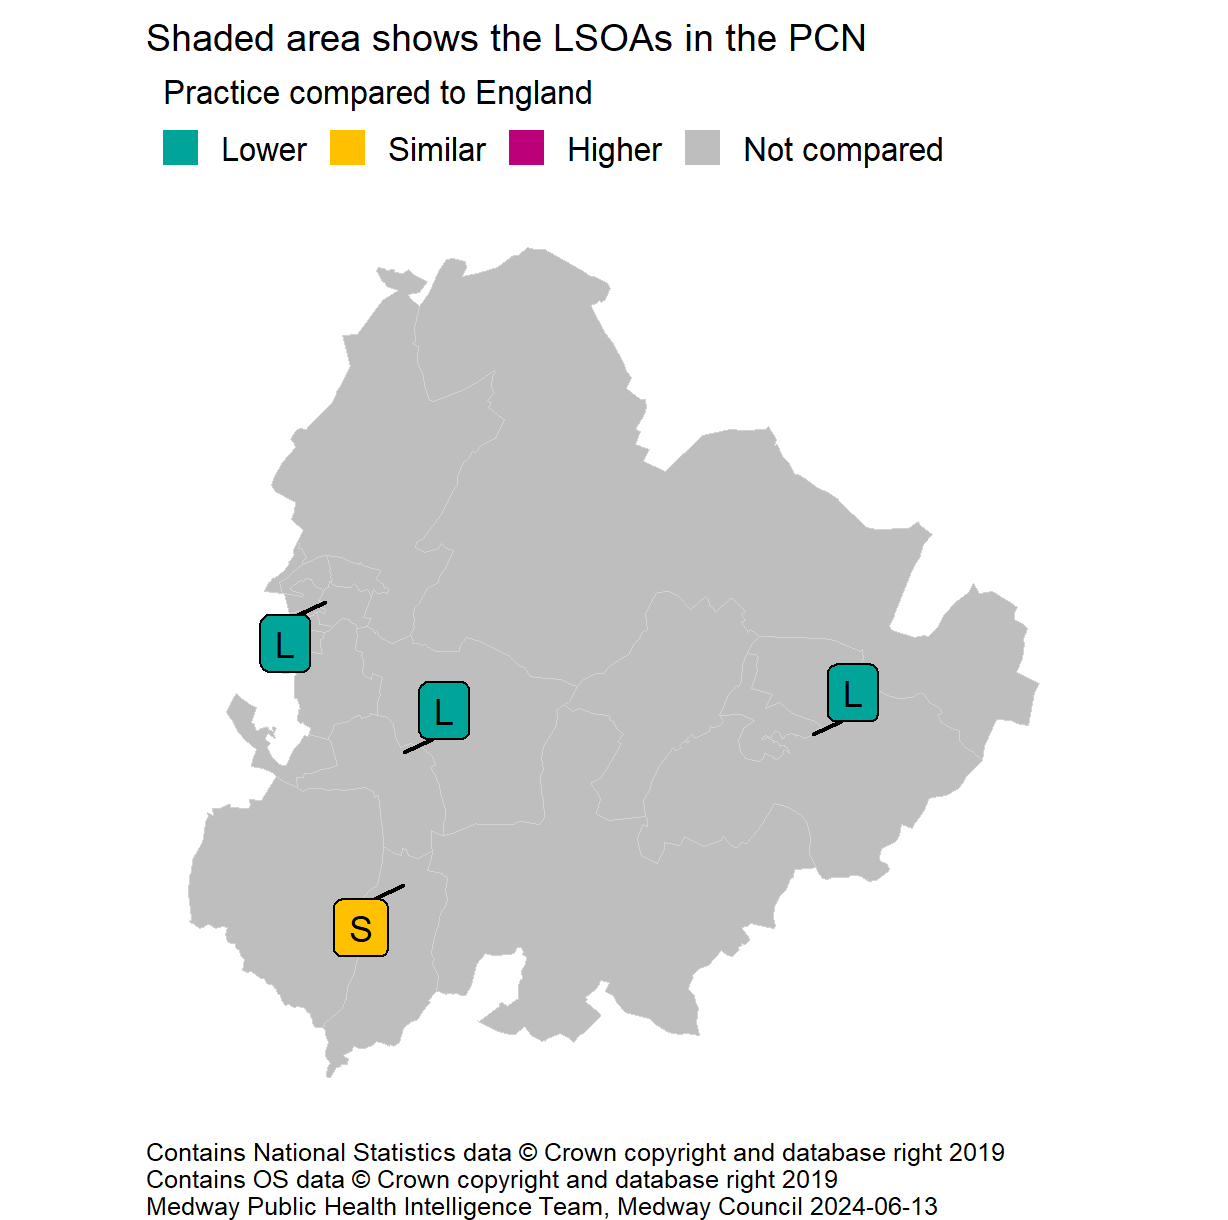 Shaded area shows the LSOAs in the PCN
Practice compared to England
Lower Similar Higher Not compared
L
L
L
S
Contains National Statistics data © Crown copyright and database right 2019
Contains OS data © Crown copyright and database right 2019
Medway Public Health Intelligence Team, Medway Council 2024-06-13